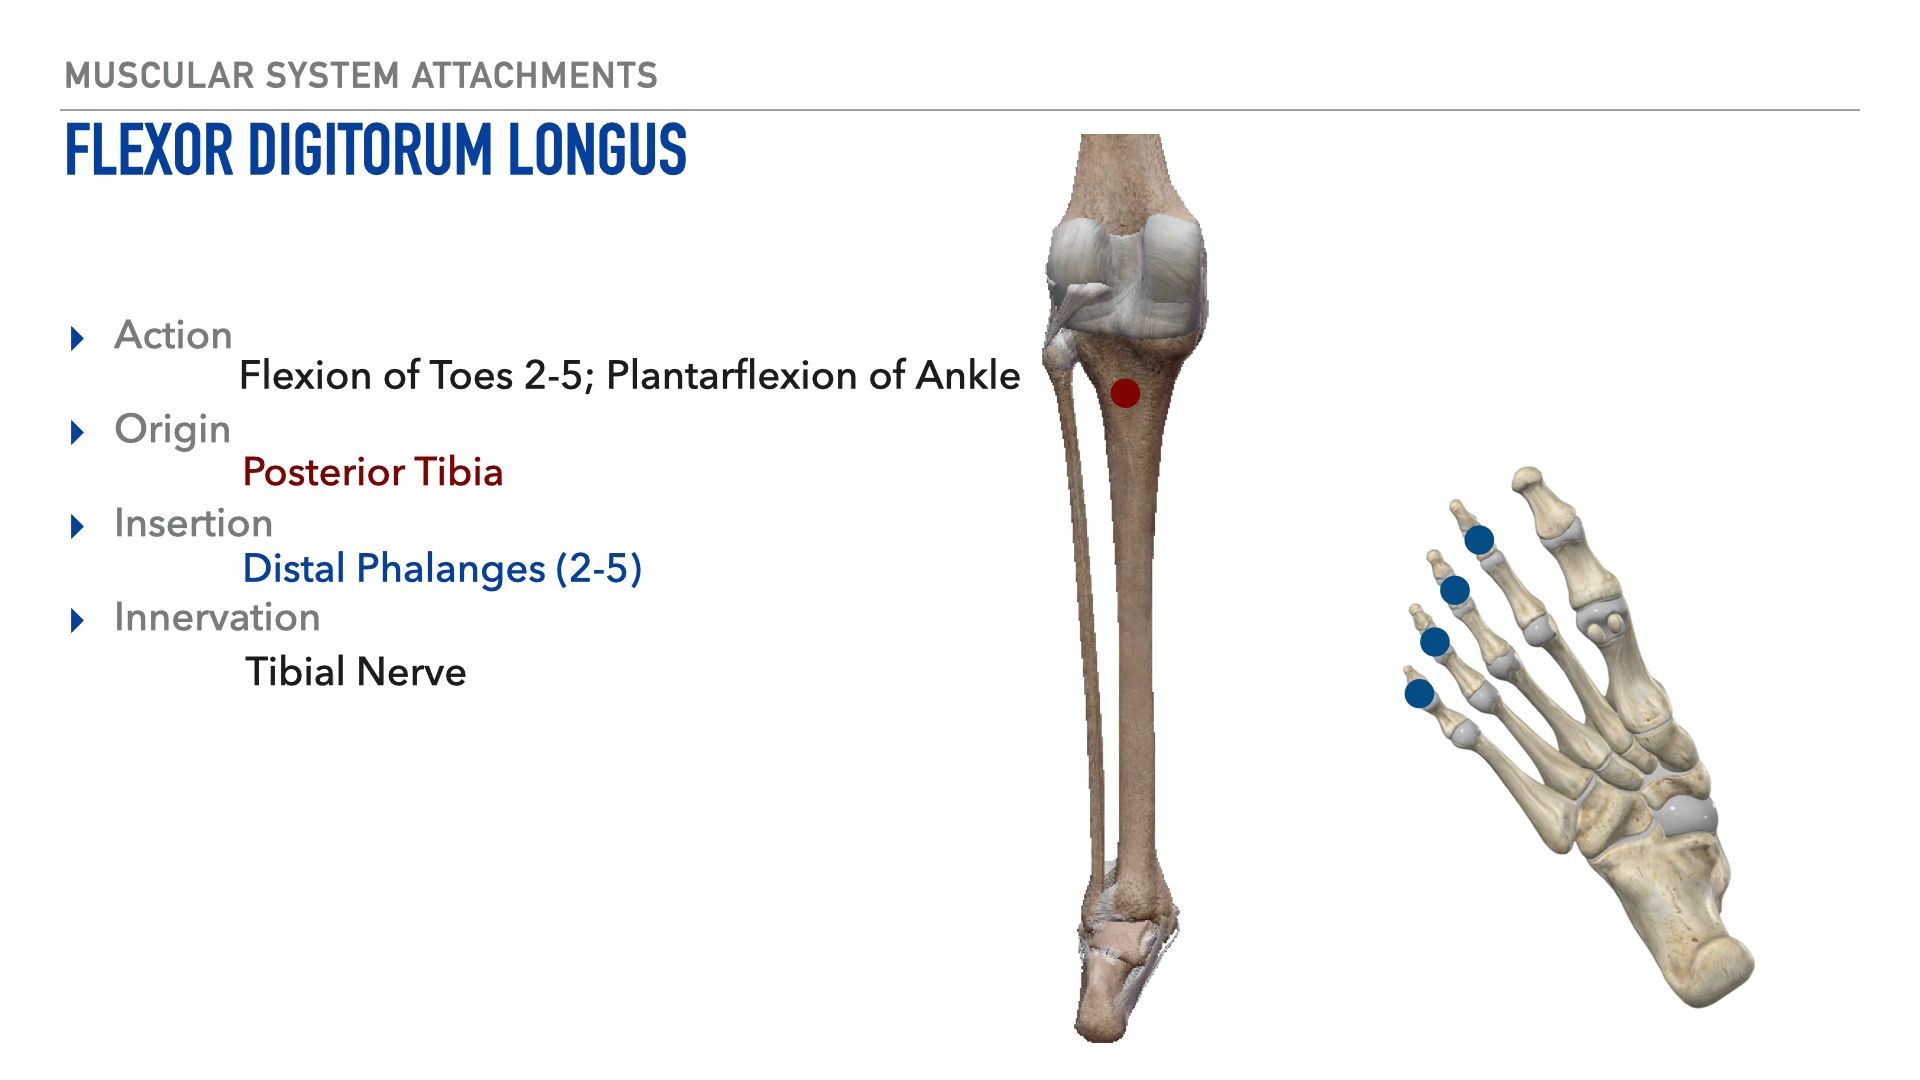 MUSCULAR SYSTEM ATTACHMENTS
FLEXOR DIGITORUM LONGUS
Action
Flexion of Toes 2-5; Plantarflexion of Ankle
Origin
Posterior Tibia
Insertion
Distal Phalanges (2-5)
Innervation
Tibial Nerve